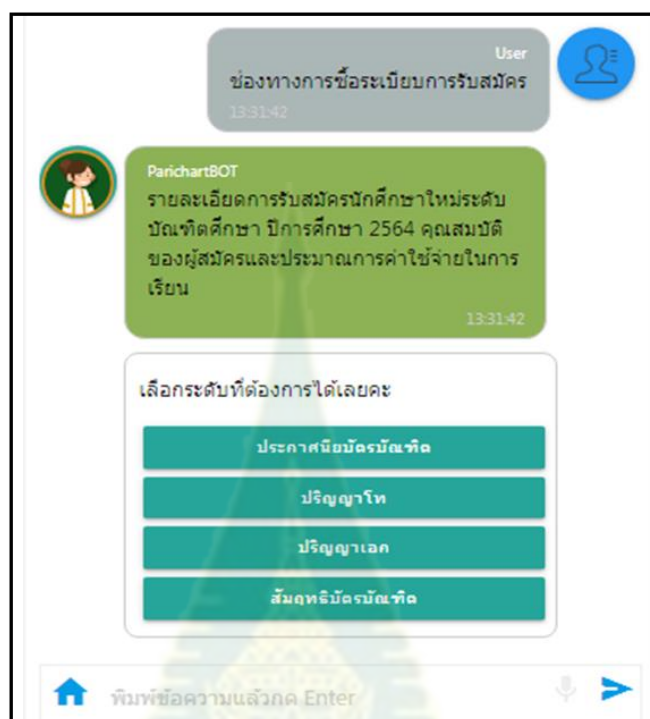 User
ช่องทางการซื้อระเบียบการรับสมัคร
13:31:42
ParichartBOT
รายละเอียดการรับสมัครนักศึกษาใหม่ระดับ
บัณฑิตศึกษา ปีการศึกษา 2564 คุณสมบัติ
ของผู้สมัครและประมาณการค่าใช้จ่ายในการ
เรียน
13:31:42
เลือกระดับที่ต้องการได้เลยคะ
ประกาศนียบัตรบัณฑิต
ปริญญาโท
ปริญญาเอก
สัมฤทธิบัตรบัณฑิต
พิมพ์ข้อความแล้วกด Enter